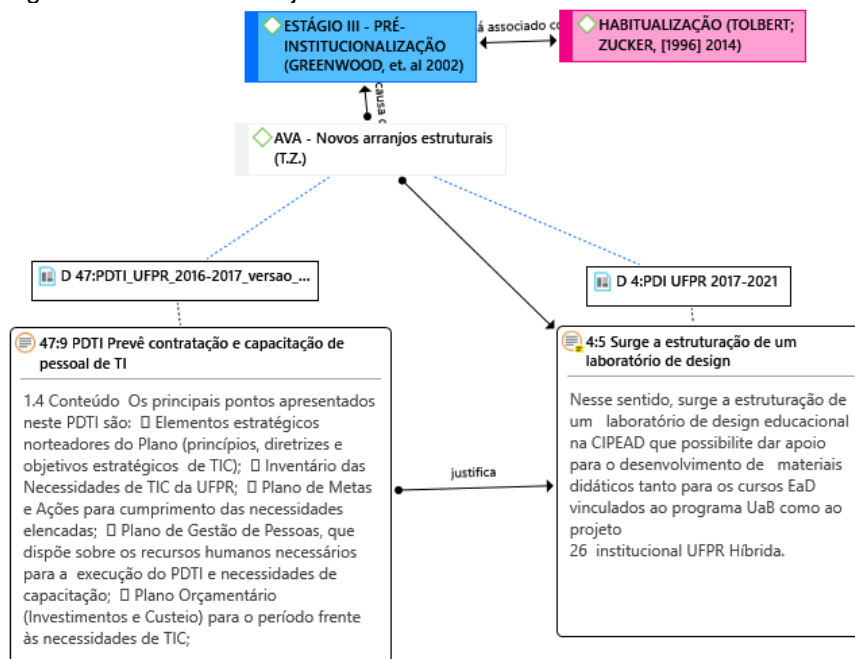 ESTÁGIO III - PRÉ-
INSTITUCIONALIZAÇÃO
(GREENWOOD, et. al 2002)
á associado c
HABITUALIZAÇÃO (TOLBERT;
ZUCKER, [1996] 2014)
causa
AVA - Novos arranjos estruturais
(T.Z.)
D 47:PDTI_UFPR_2016-2017_versao_...
D 4:PDI UFPR 2017-2021
47:9 PDTI Prevê contratação e capacitação de
pessoal de TI
1.4 Conteúdo Os principais pontos apresentados
neste PDTI são: Elementos estratégicos
norteadores do Plano (princípios, diretrizes e
objetivos estratégicos de TIC); Inventário das
Necessidades de TIC da UFPR; Plano de Metas
e Ações para cumprimento das necessidades
elencadas; Plano de Gestão de Pessoas, que
dispõe sobre os recursos humanos necessários
para a execução do PDTI e necessidades de
capacitação; Plano Orçamentário
(Investimentos e Custeio) para o período frente
às necessidades de TIC;
justifica
4:5 Surge a estruturação de um
laboratório de design
Nesse sentido, surge a estruturação de
um laboratório de design educacional
na CIPEAD que possibilite dar apoio
para o desenvolvimento de materiais
didáticos tanto para os cursos EaD
vinculados ao programa UaB como ao
projeto
26 institucional UFPR Híbrida.